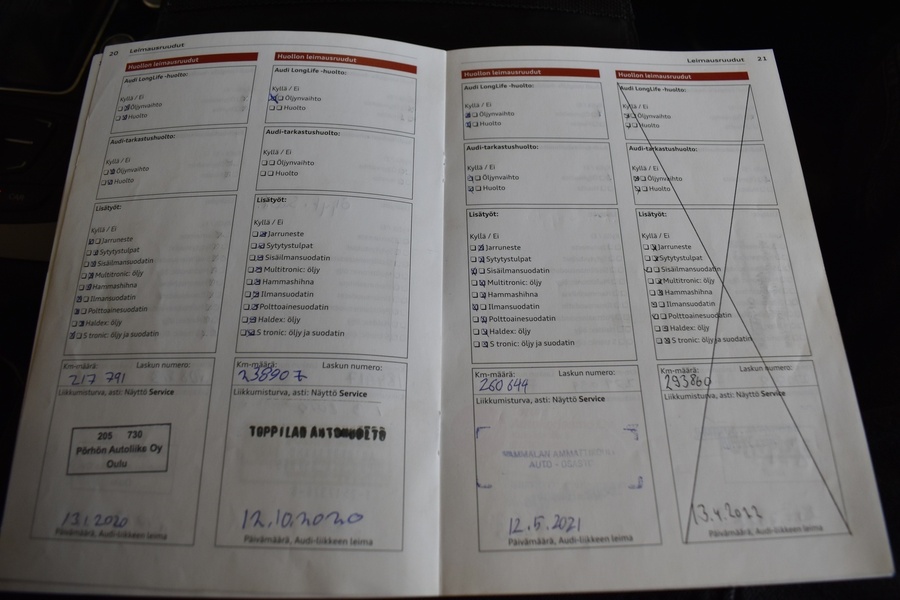 20 Leimausruudut
Huollon leimausruudut
Audi LongLife -huolto:
Kyllä / Ei
Öljynvaihto
Huolto
Audi-tarkastushuolto:
Kyllä / Ei
Öljynvaihto
Huolto
Lisätyöt:
Kyllä / Ei
Jarruneste
Sytytystulpat
Sisäilmansuodatin
Multitronic: öljy
Hammashihna
Ilmansuodatin
Polttoainesuodatin
Haldex: öljy
S tronic: öljy ja suodatin
Km-määrä: Laskun numero:
217 791
Liikkumisturva, asti: Näyttö Service
205 730
Pörhön Autoliike Oy
Oulu
13.1.2020
Päivämäärä, Audi-liikkeen leima
Huollon leimausruudut
Audi LongLife -huolto:
Kyllä / Ei
Öljynvaihto
Huolto
Audi-tarkastushuolto:
Kyllä / Ei
Öljynvaihto
Huolto
Lisätyöt:
Kyllä / Ei
Jarruneste
Sytytystulpat
Sisäilmansuodatin
Multitronic: öljy
Hammashihna
Ilmansuodatin
Polttoainesuodatin
Haldex: öljy
S tronic: öljy ja suodatin
Km-määrä: Laskun numero:
238907
Liikkumisturva, asti: Näyttö Service
TOPPILAN AUTOHUOLTO
12.10.2020
Päivämäärä, Audi-liikkeen leima
Leimausruudut 21
Huollon leimausruudut
Audi LongLife -huolto:
Kyllä / Ei
Öljynvaihto
Huolto
Audi-tarkastushuolto:
Kyllä / Ei
Öljynvaihto
Huolto
Lisätyöt:
Kyllä / Ei
Jarruneste
Sytytystulpat
Sisäilmansuodatin
Multitronic: öljy
Hammashihna
Ilmansuodatin
Polttoainesuodatin
Haldex: öljy
S tronic: öljy ja suodatin
Km-määrä: Laskun numero:
260 644
Liikkumisturva, asti: Näyttö Service
AUTO
12.5.2021
Päivämäärä, Audi-liikkeen leima
Huollon leimausruudut
Audi LongLife -huolto:
Kyllä / Ei
Öljynvaihto
Huolto
Audi-tarkastushuolto:
Kyllä / Ei
Öljynvaihto
Huolto
Lisätyöt:
Kyllä / Ei
Jarruneste
Sytytystulpat
Sisäilmansuodatin
Multitronic: öljy
Hammashihna
Ilmansuodatin
Polttoainesuodatin
Haldex: öljy
S tronic: öljy ja suodatin
Km-määrä: Laskun numero:
293860
Liikkumisturva, asti: Näyttö Service
13.4.2022
Päivämäärä, Audi-liikkeen leima